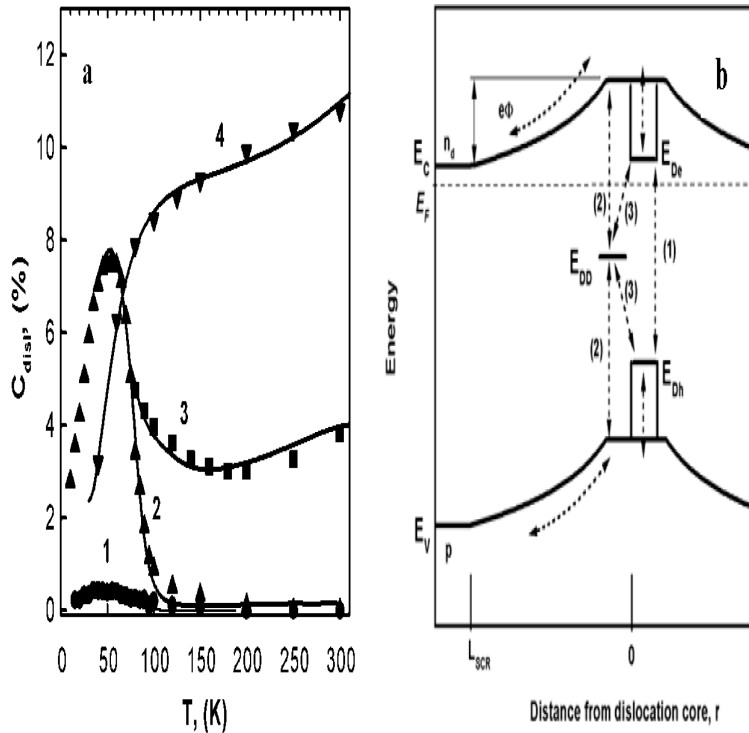 a
C_disl, (%)
12
10
8
6
4
2
0
4
3
2
1
0 50 100 150 200 250 300
T, (K)
b
eΦ
n_d
E_C
E_F
E_De
(2)
(3)
(1)
E_DD
(3)
(2)
E_Dh
E_V
p
Energy
L_SCR
0
Distance from dislocation core, r